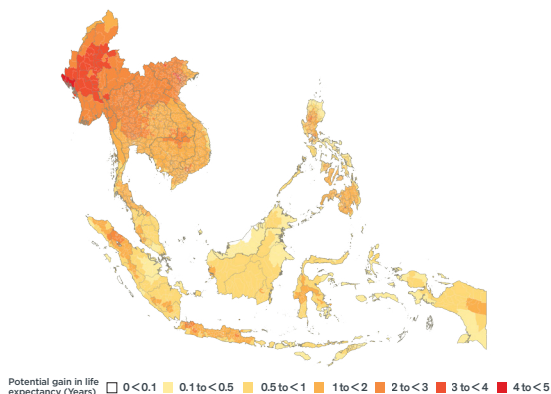 Potential gain in life
expectancy (Years) 0<0.1 0.1 to<0.5 0.5 to<1 1 to<2 2 to<3 3 to<4 4 to<5